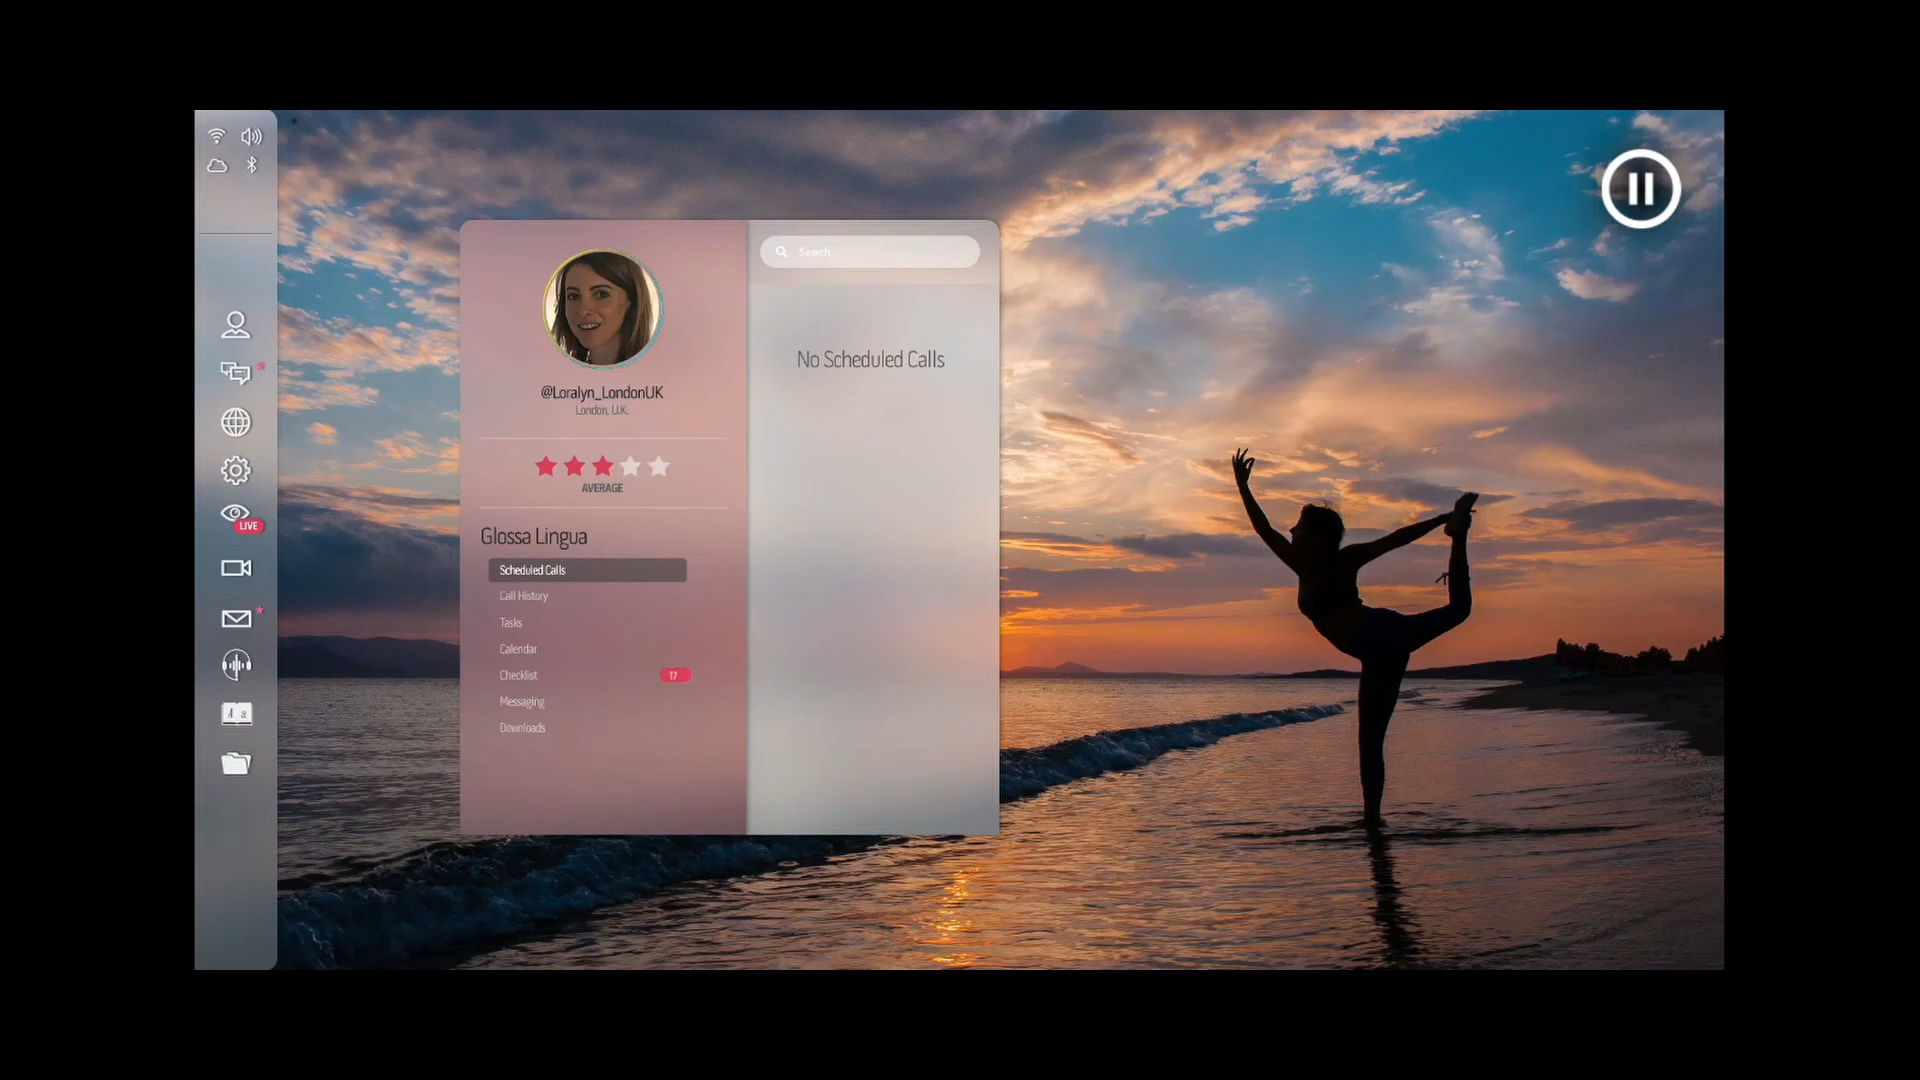 Search
@Loralyn_LondonUK
London, U.K.
AVERAGE
No Scheduled Calls
Glossa Lingua
Scheduled Calls
Call History
Tasks
Calendar
Checklist 17
Messaging
Downloads
LIVE
A a